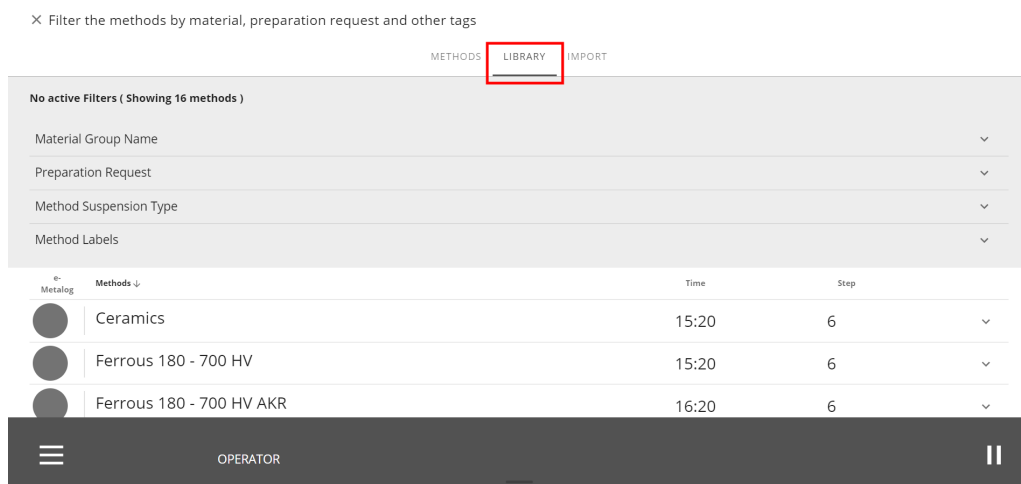 Filter the methods by material, preparation request and other tags
METHODS LIBRARY IMPORT
No active Filters ( Showing 16 methods )
Material Group Name
Preparation Request
Method Suspension Type
Method Labels
e-Metalog Methods Time Step
Ceramics 15:20 6
Ferrous 180 - 700 HV 15:20 6
Ferrous 180 - 700 HV AKR 16:20 6
OPERATOR